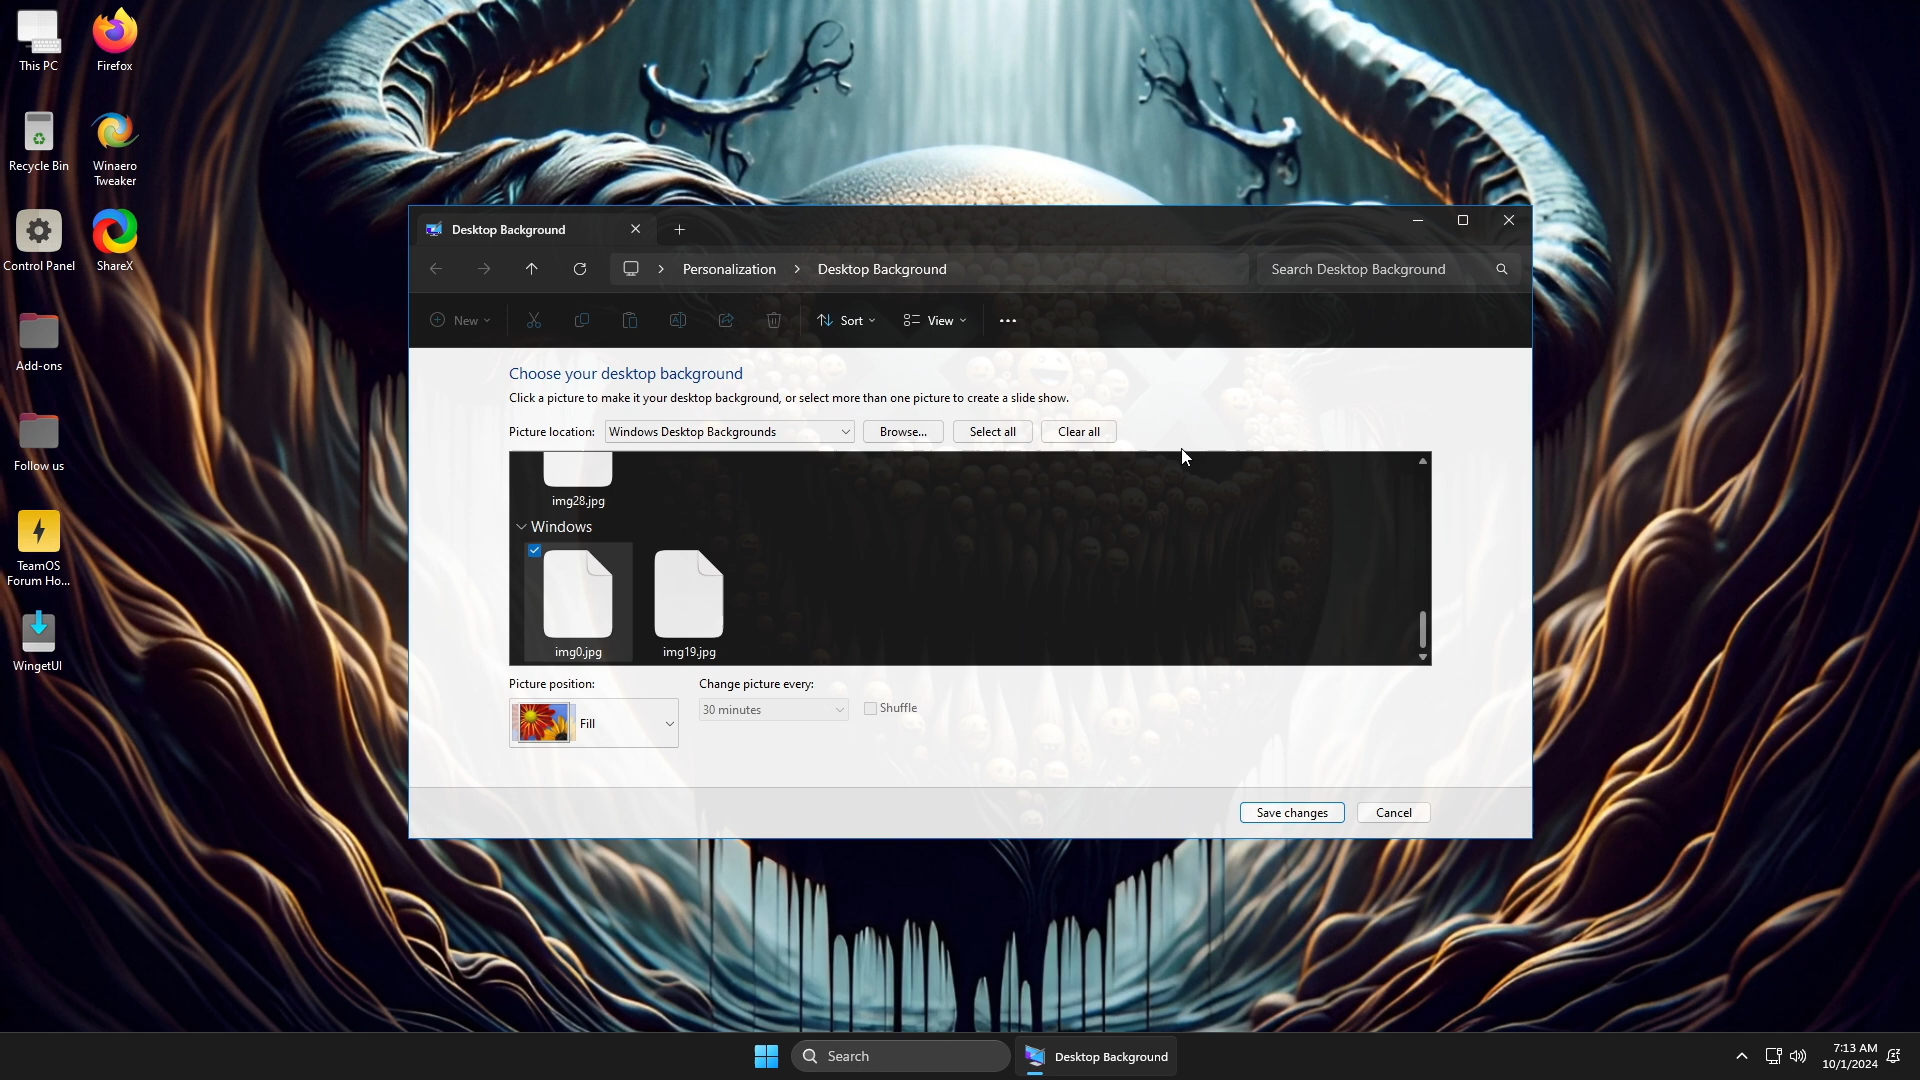 This PC
Firefox
Recycle Bin
Winaero
Tweaker
Control Panel
ShareX
Add-ons
Follow us
TeamOS
Forum Ho...
WingetUI
Desktop Background
Personalization
Desktop Background
Search Desktop Background
New
Sort
View
Choose your desktop background
Click a picture to make it your desktop background, or select more than one picture to create a slide show.
Picture location:
Windows Desktop Backgrounds
Browse...
Select all
Clear all
img28.jpg
Windows
img0.jpg
img19.jpg
Picture position:
Fill
Change picture every:
30 minutes
Shuffle
Save changes
Cancel
Search
Desktop Background
7:13 AM
10/1/2024